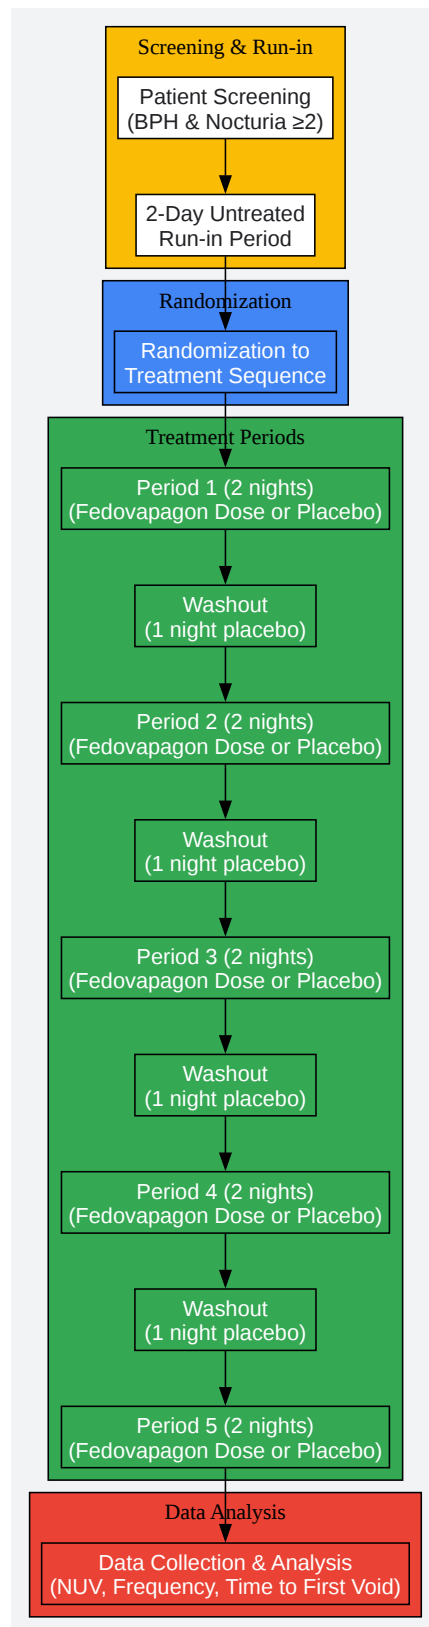 Screening & Run-in
Patient Screening
(BPH & Nocturia ≥2)
2-Day Untreated
Run-in Period
Randomization
Randomization to
Treatment Sequence
Treatment Periods
Period 1 (2 nights)
(Fedovapagon Dose or Placebo)
Washout
(1 night placebo)
Period 2 (2 nights)
(Fedovapagon Dose or Placebo)
Washout
(1 night placebo)
Period 3 (2 nights)
(Fedovapagon Dose or Placebo)
Washout
(1 night placebo)
Period 4 (2 nights)
(Fedovapagon Dose or Placebo)
Washout
(1 night placebo)
Period 5 (2 nights)
(Fedovapagon Dose or Placebo)
Data Analysis
Data Collection & Analysis
(NUV, Frequency, Time to First Void)